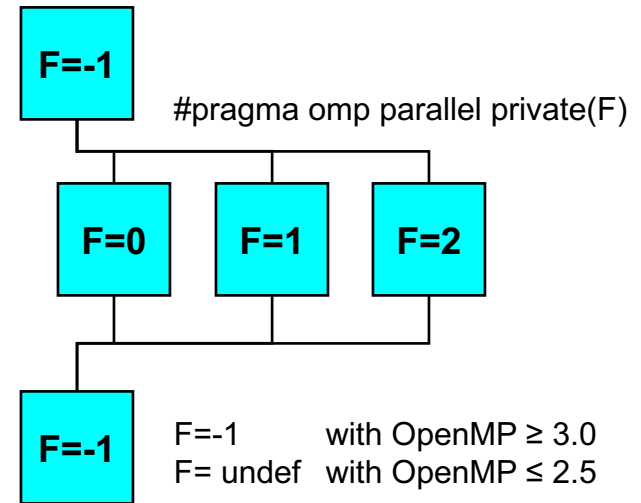 F=-1
#pragma omp parallel private(F)
F=0 F=1 F=2
F=-1
F=-1 with OpenMP ≥ 3.0
F= undef with OpenMP ≤ 2.5